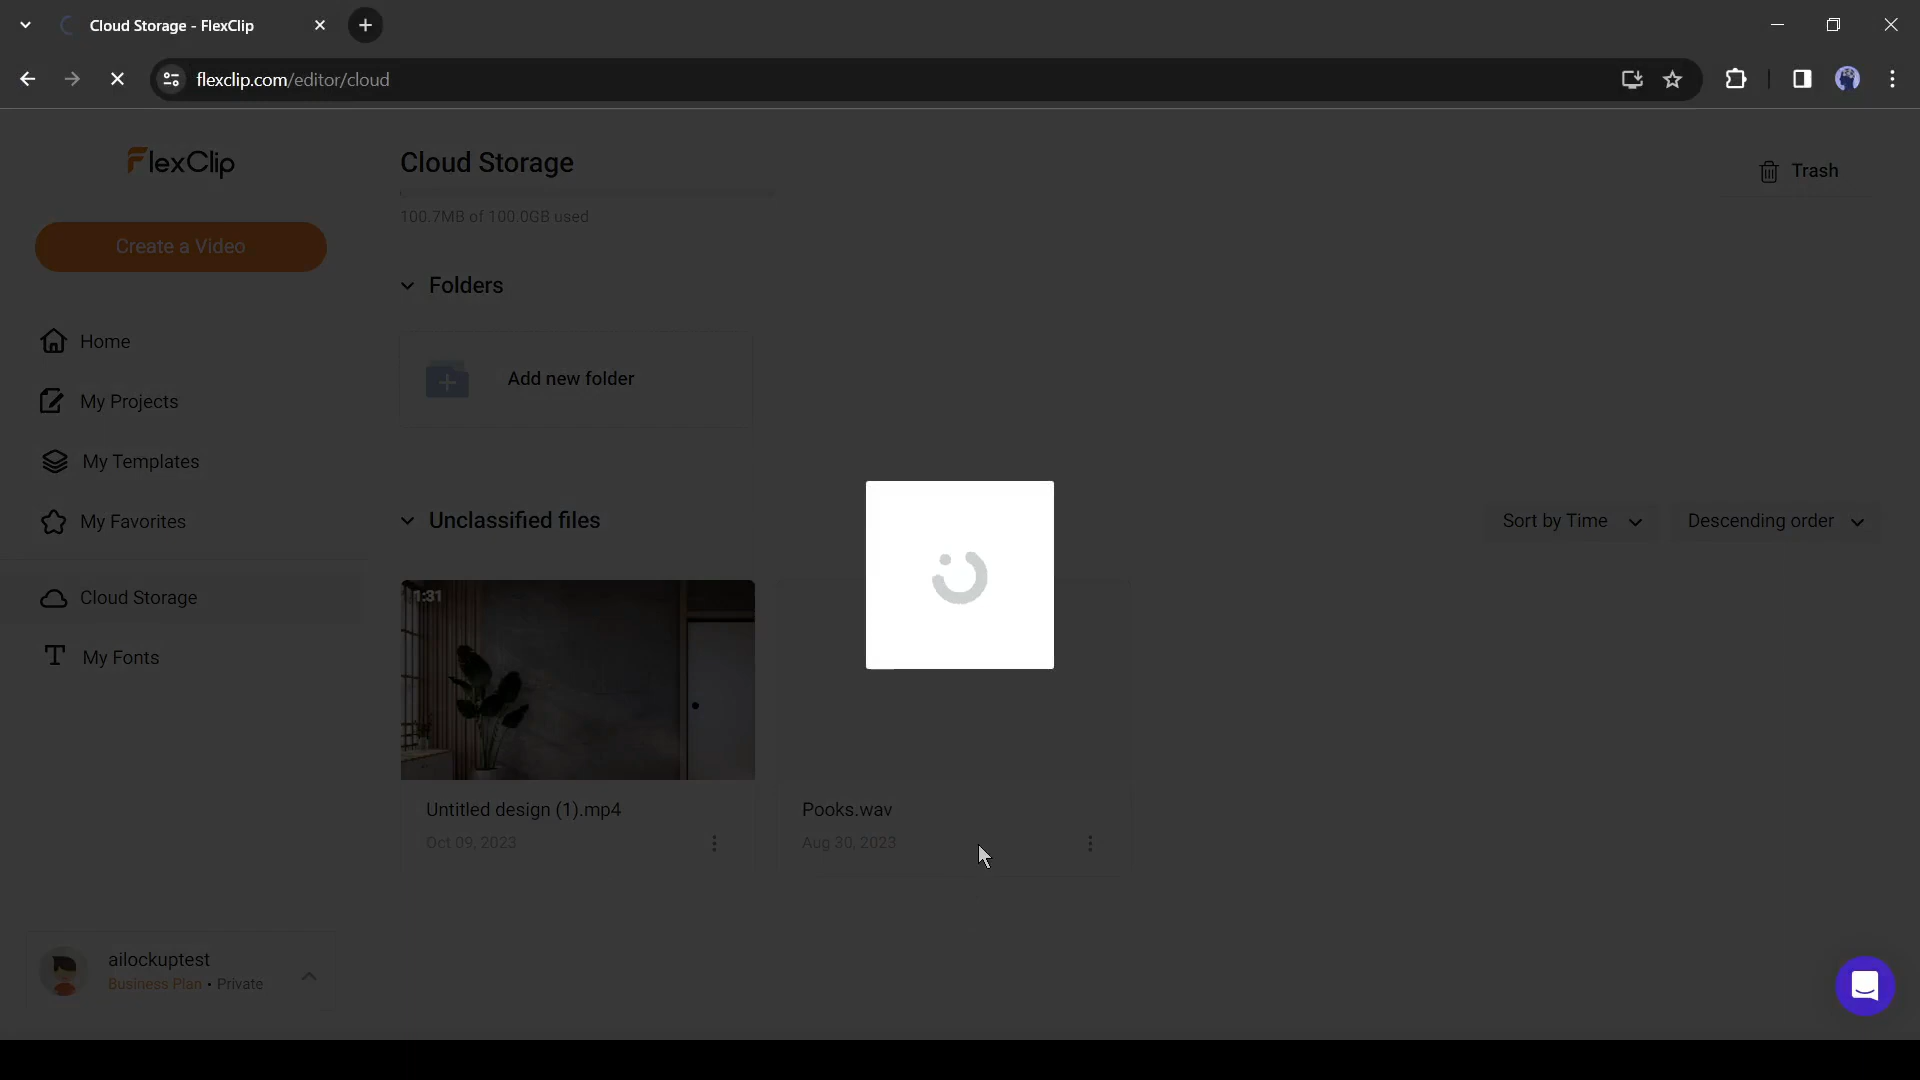 Cloud Storage - FlexClip
flexclip.com/editor/cloud
FlexClip
Create a Video
Home
My Projects
My Templates
My Favorites
Cloud Storage
My Fonts
ailockuptest
Business Plan • Private
Cloud Storage
100.7MB of 100.0GB used
Trash
Folders
Add new folder
Unclassified files
Sort by Time
Descending order
1:31
Untitled design (1).mp4
Oct 09, 2023
Pooks.wav
Aug 30, 2023